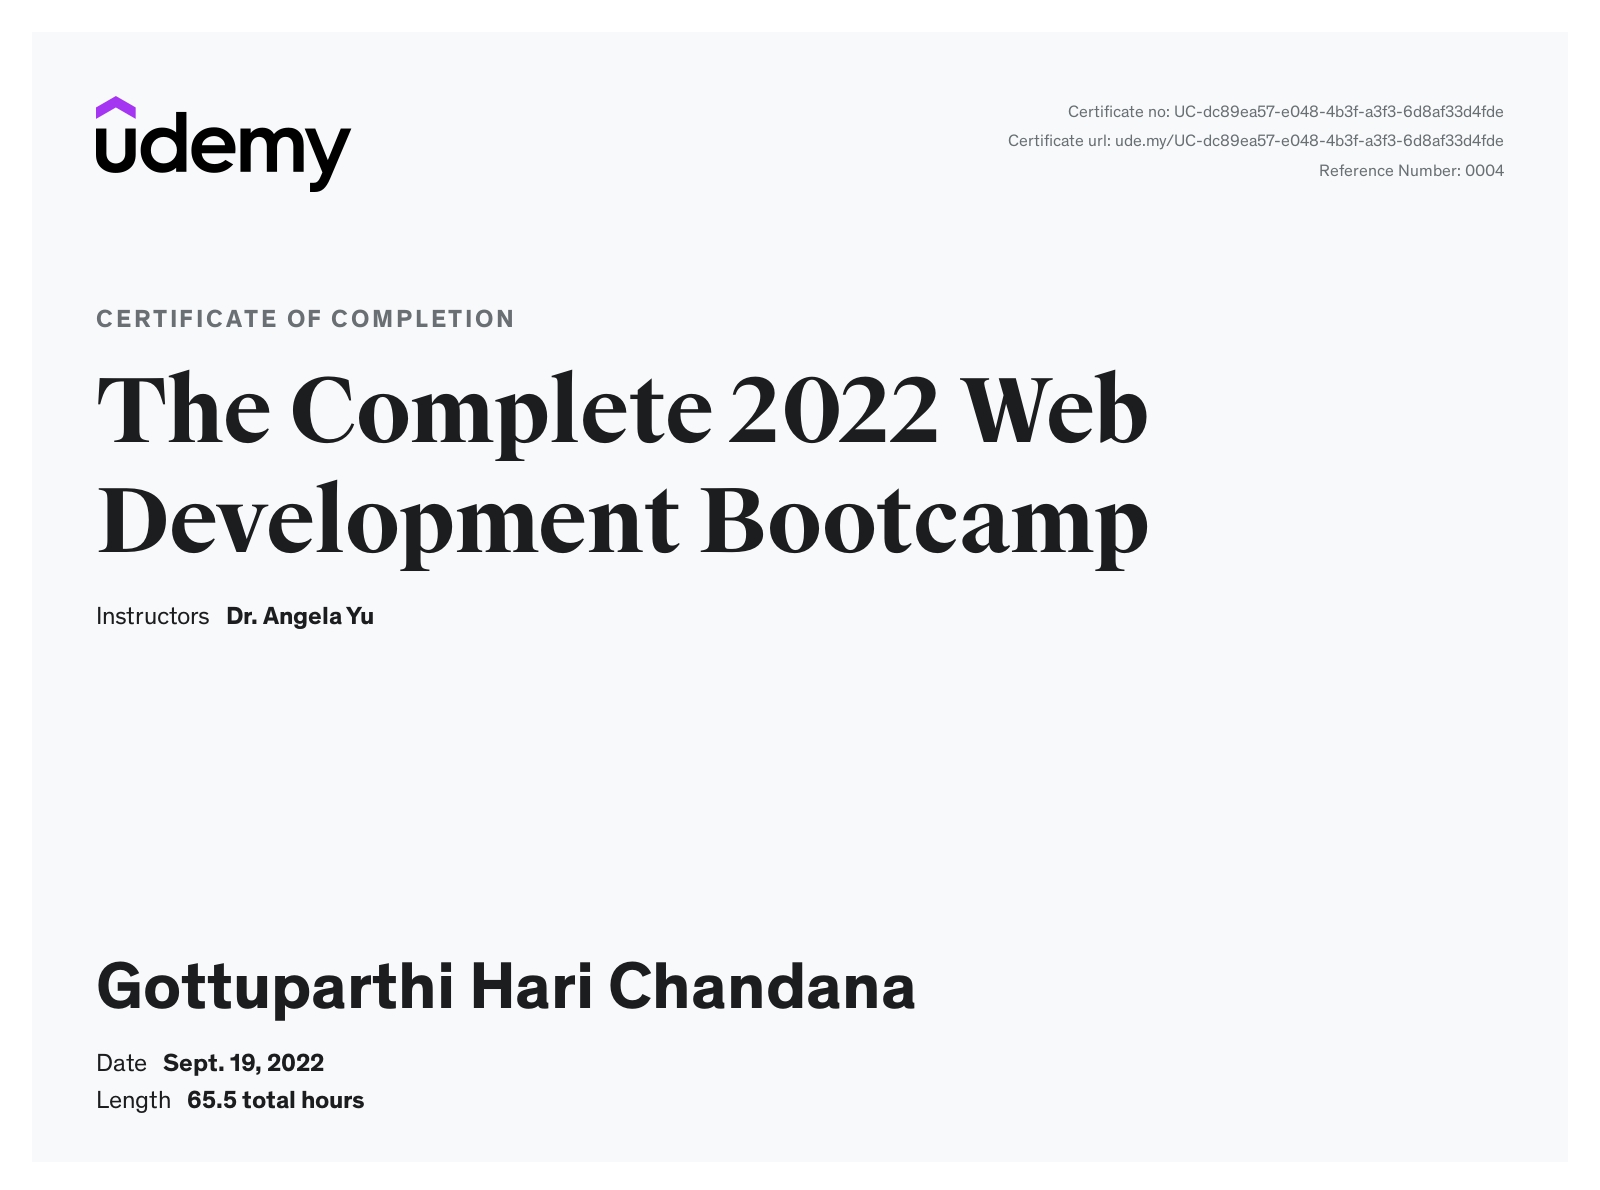 udemy
Certificate no: UC-dc89ea57-e048-4b3f-a3f3-6d8af33d4fde
Certificate url: ude.my/UC-dc89ea57-e048-4b3f-a3f3-6d8af33d4fde
Reference Number: 0004
CERTIFICATE OF COMPLETION
The Complete 2022 Web
Development Bootcamp
Instructors Dr. Angela Yu
Gottuparthi Hari Chandana
Date Sept. 19, 2022
Length 65.5 total hours